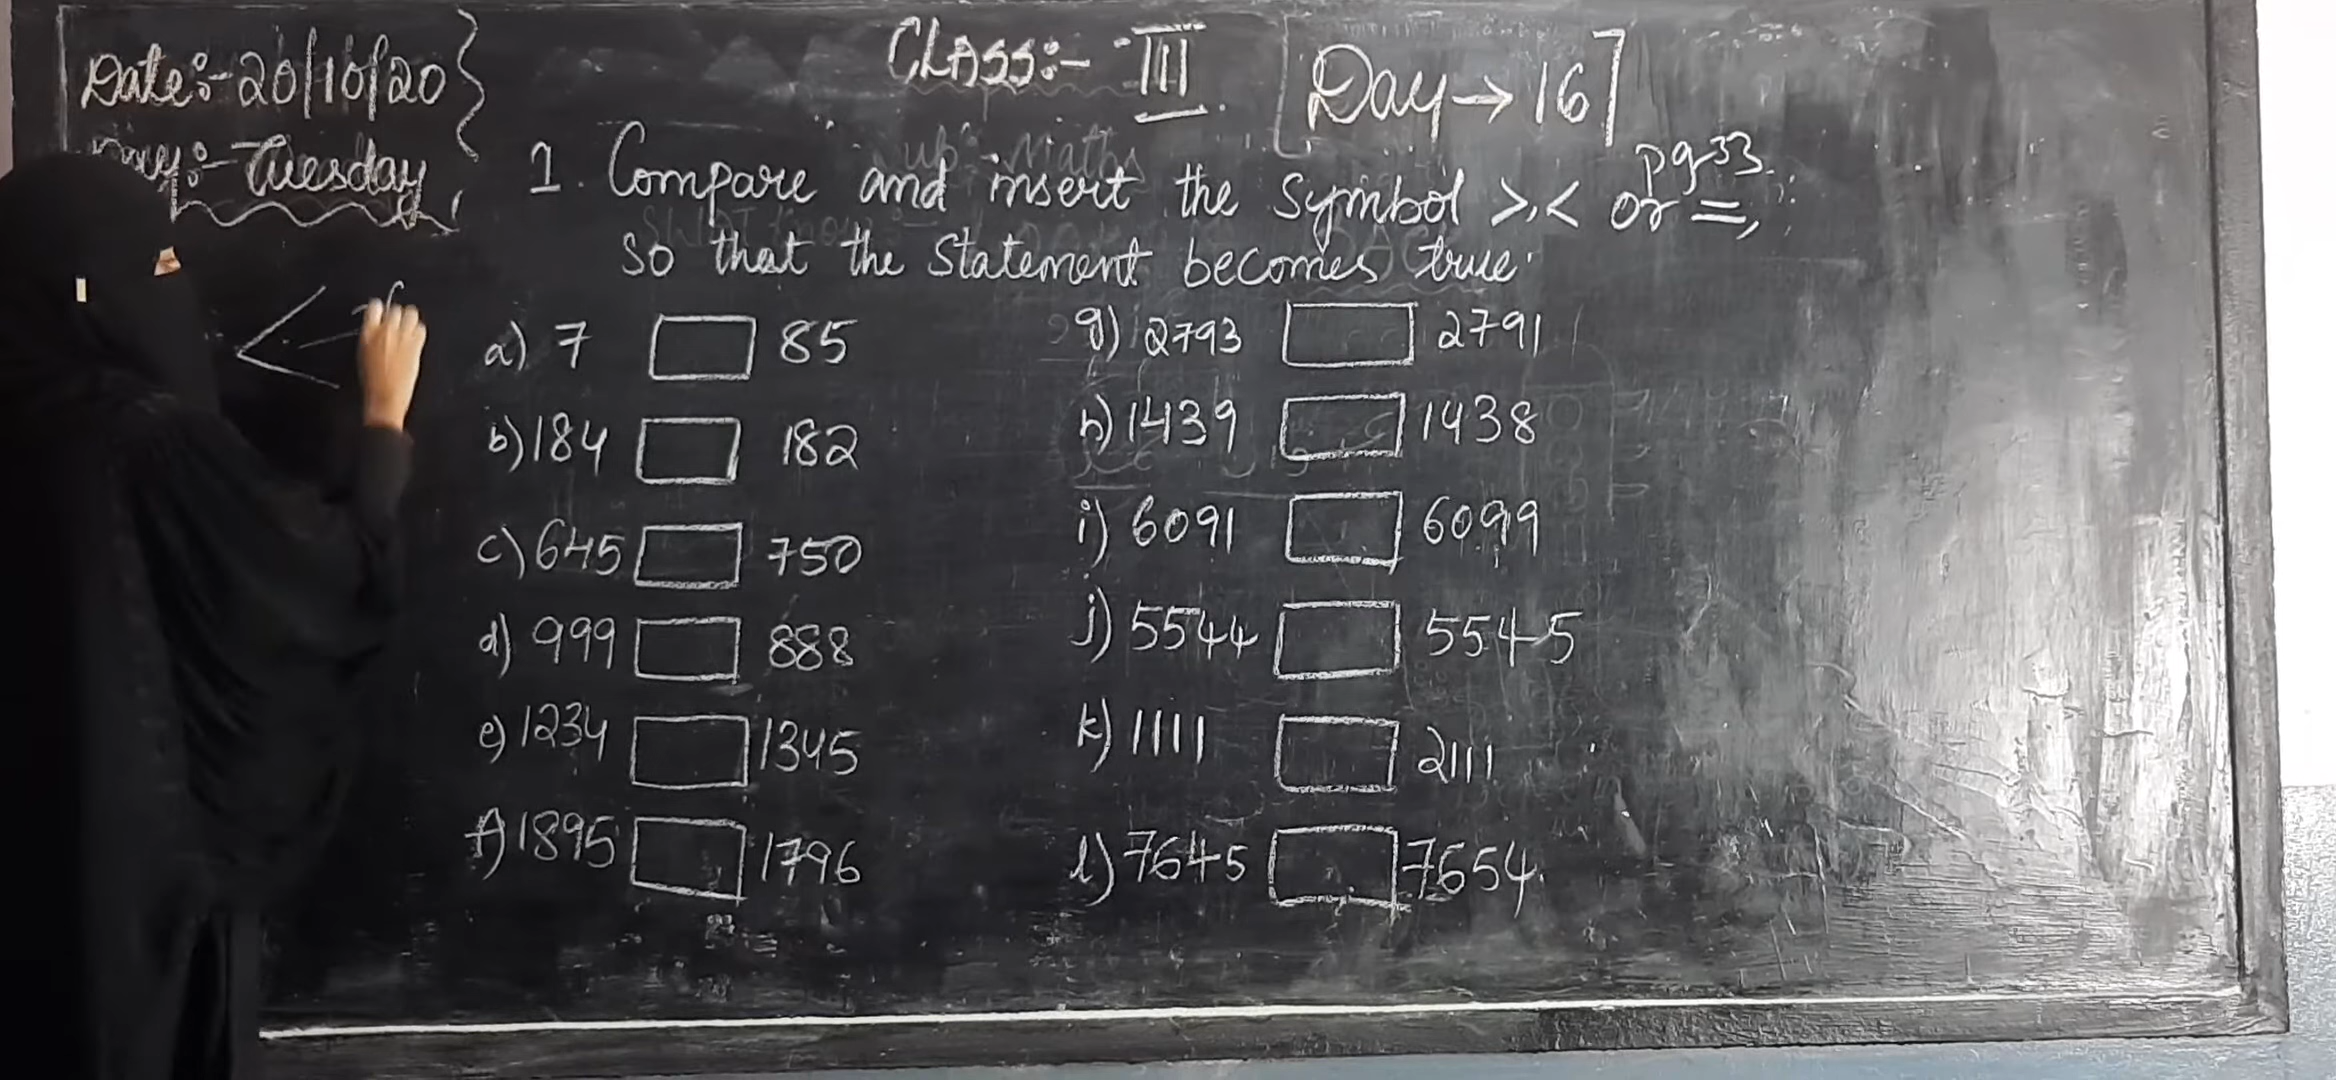 Date:-20/10/20
Day:-Tuesday
CLASS:- III
[Day→16]
pg 33
1. Compare and insert the Symbol >,< or =,
so that the Statement becomes true.
<
a) 7 85
b) 184 182
c) 645 750
d) 999 888
e) 1234 1345
f) 1895 1796
g) 2793 2791
h) 1439 1438
i) 6091 6099
j) 5544 5545
k) 1111 2111
l) 7645 7654